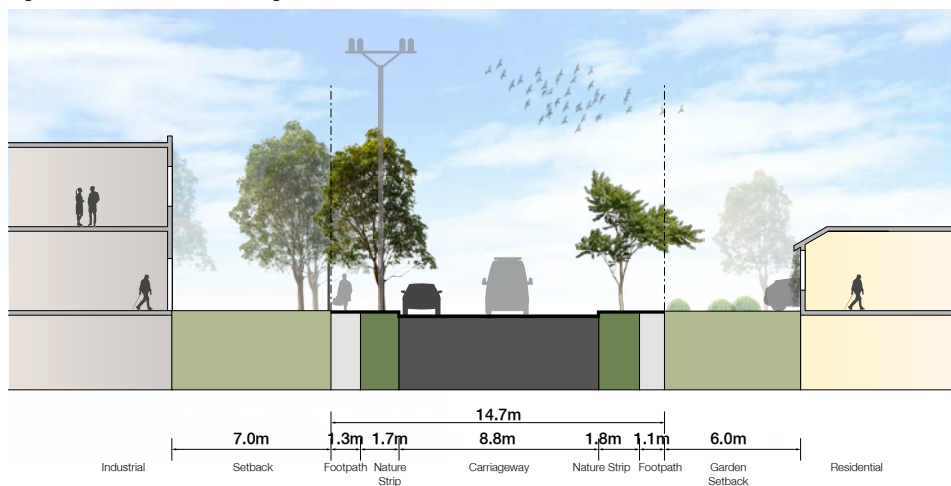 14.7m
7.0m 1.3m 1.7m 8.8m 1.8m 1.1m 6.0m
Industrial Setback Footpath Nature Strip Carriageway Nature Strip Footpath Garden Setback Residential